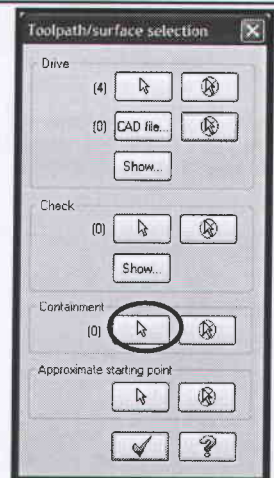 Toolpath/surface selection
Drive
(4)
(0) CAD file...
Show...
Check
(0)
Show...
Containment
(0)
Approximate starting point